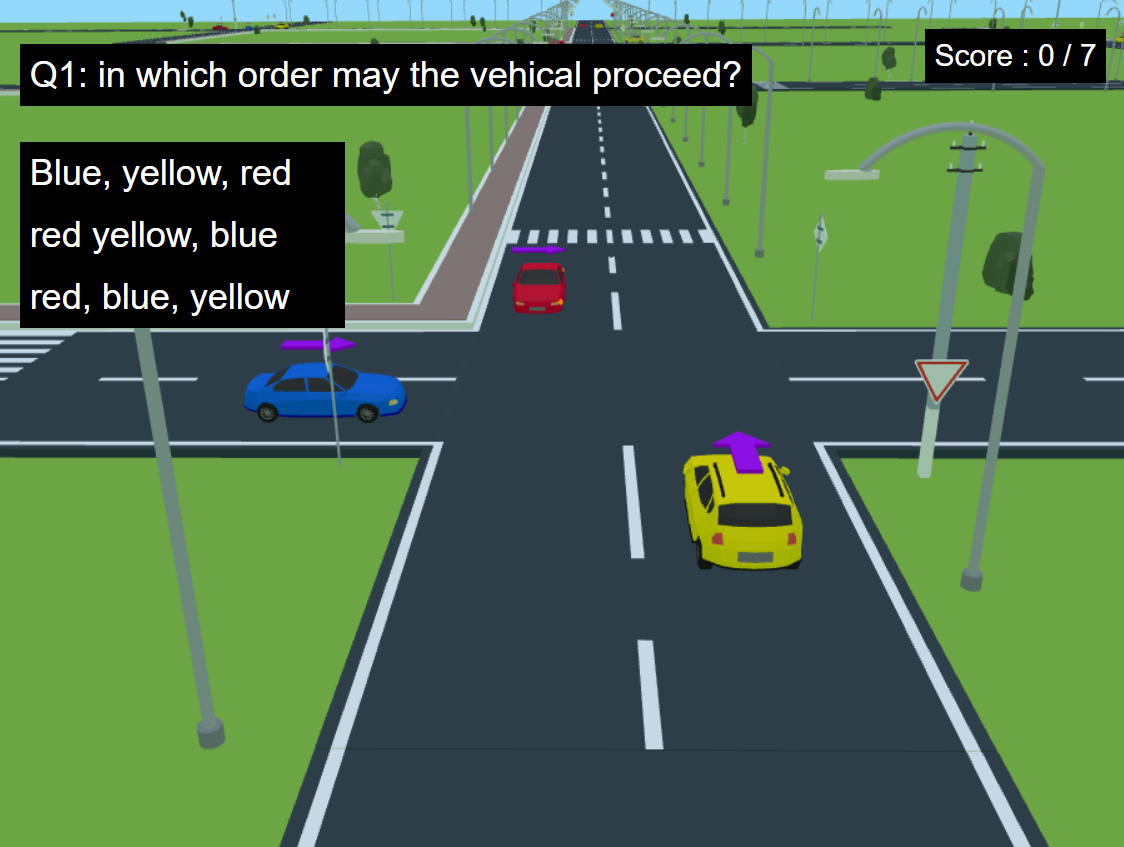 Q1: in which order may the vehical proceed?
Score : 0 / 7
Blue, yellow, red
red yellow, blue
red, blue, yellow